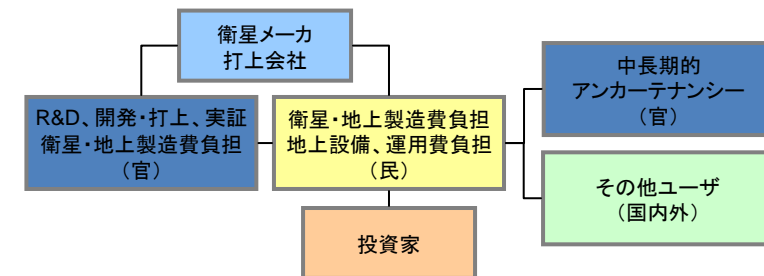 衛星メーカ
打上会社
R&D、開発・打上、実証
衛星・地上製造費負担
（官）
衛星・地上製造費負担
地上設備、運用費負担
（民）
中長期的
アンカーテナンシー
（官）
その他ユーザ
（国内外）
投資家